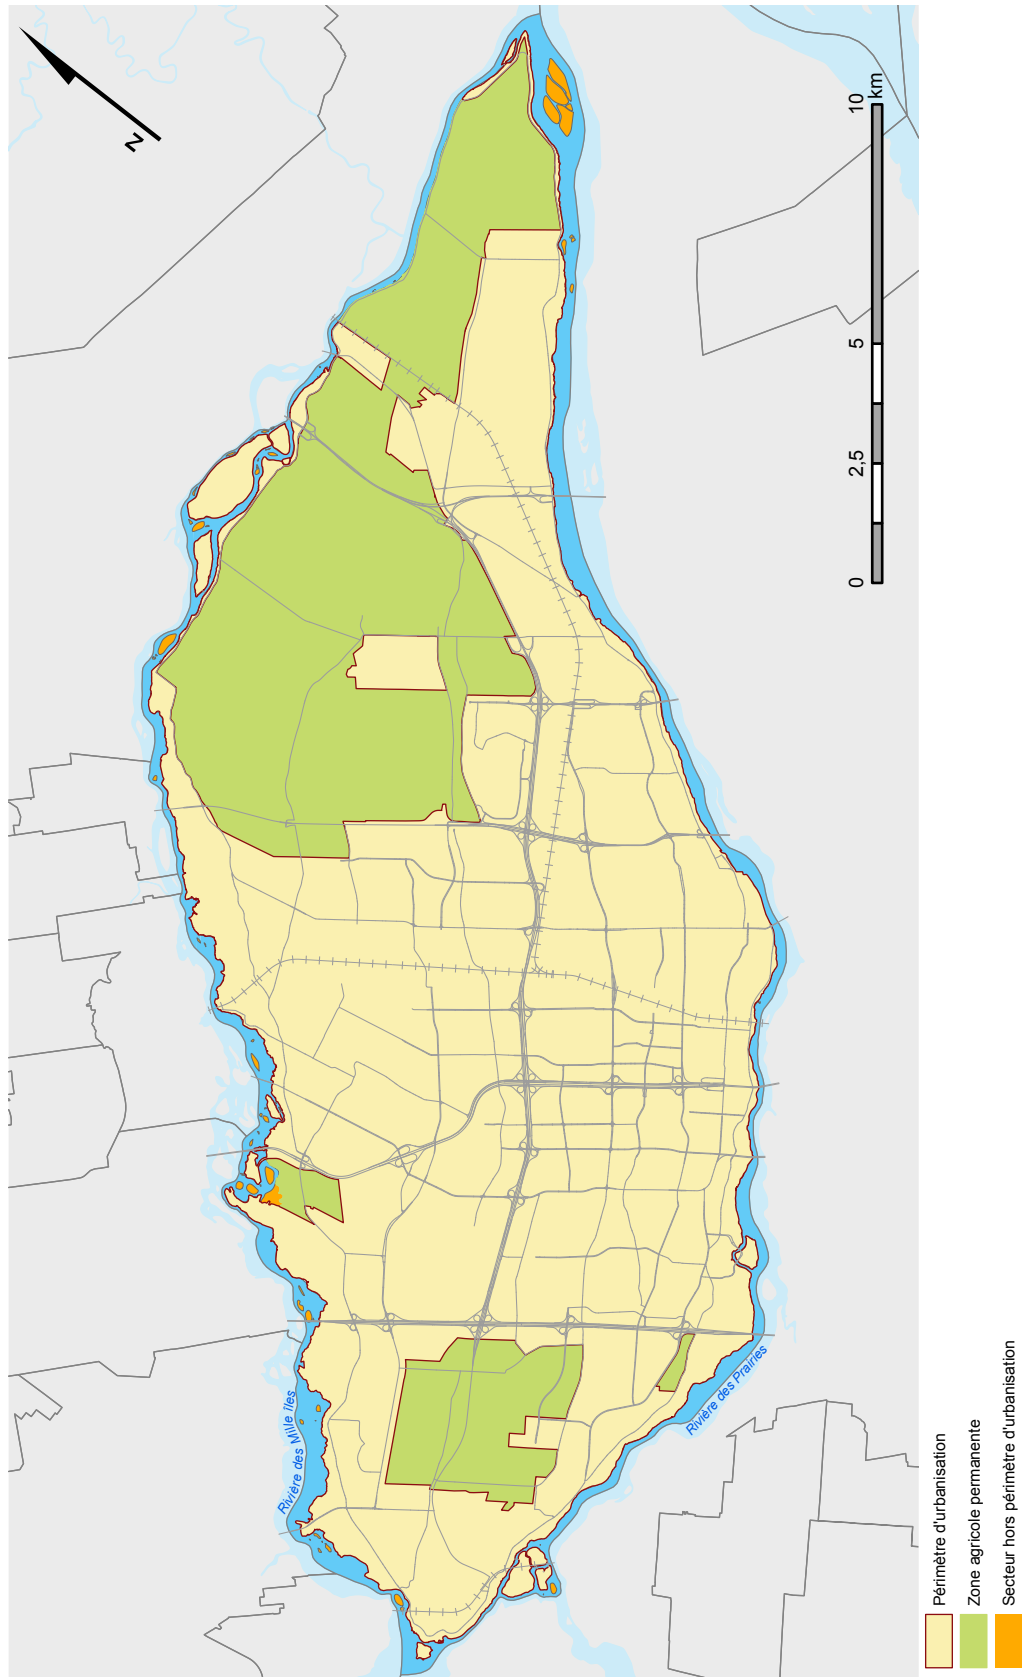 N
Rivière des Mille îles
Rivière des Prairies
0
2,5
5
10
km
Périmètre d'urbanisation
Zone agricole permanente
Secteur hors périmètre d'urbanisation